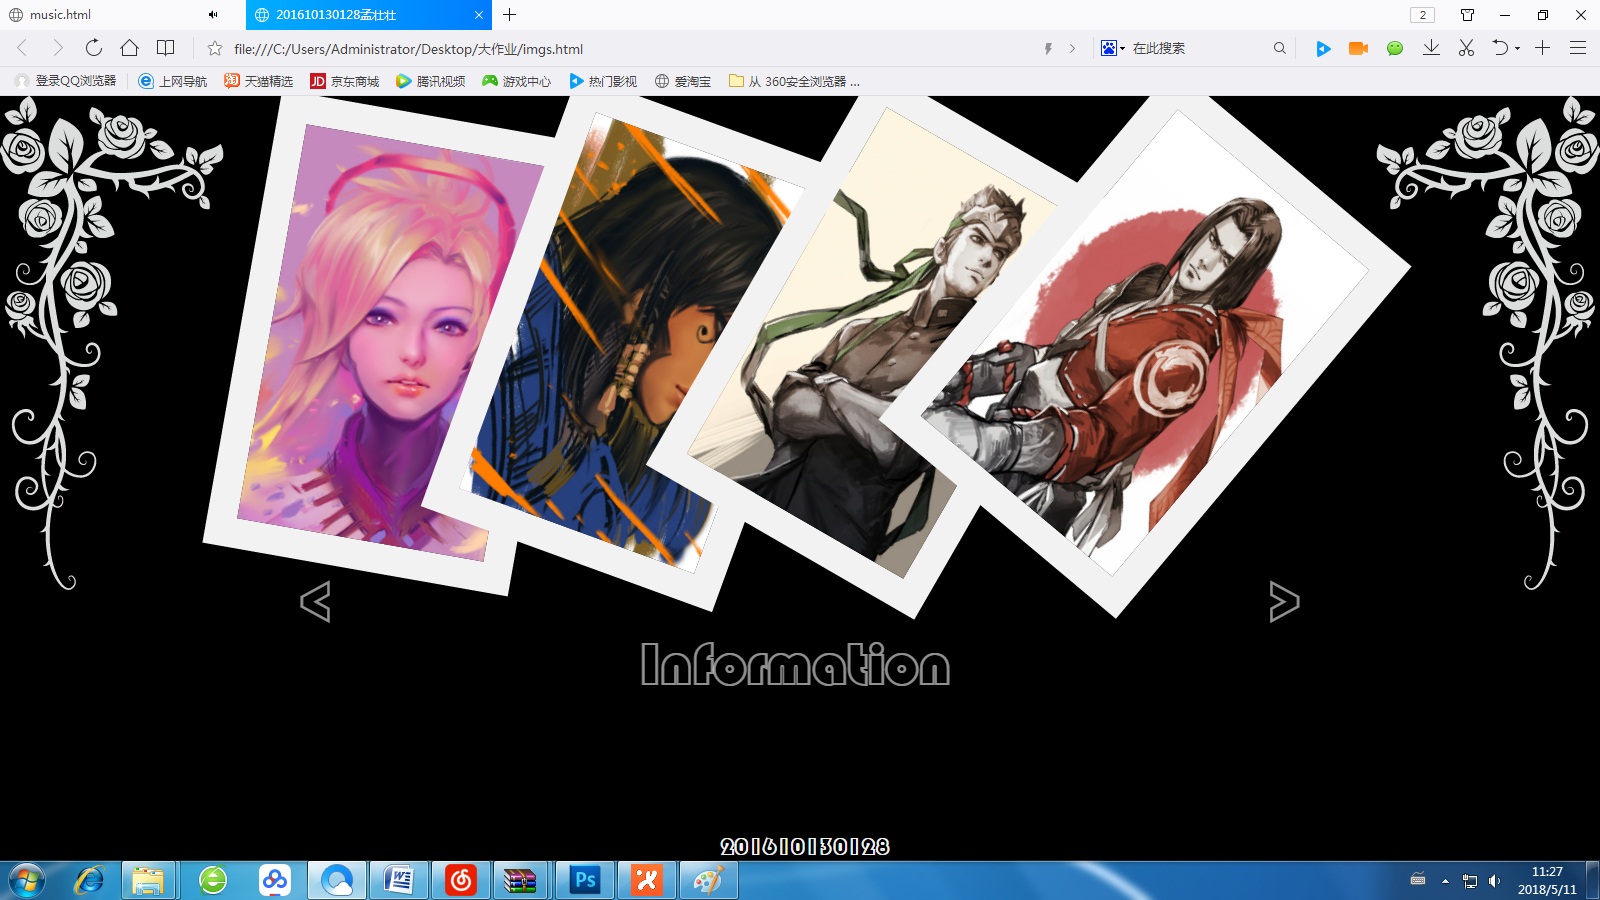 music.html
201610130128孟壮壮
2
file:///C:/Users/Administrator/Desktop/大作业/imgs.html
在此搜索
登录QQ浏览器
上网导航
淘 天猫精选
JD 京东商城
腾讯视频
游戏中心
热门影视
爱淘宝
从 360安全浏览器 ...
<
>
Information
201610130128
Ps
11:27
2018/5/11